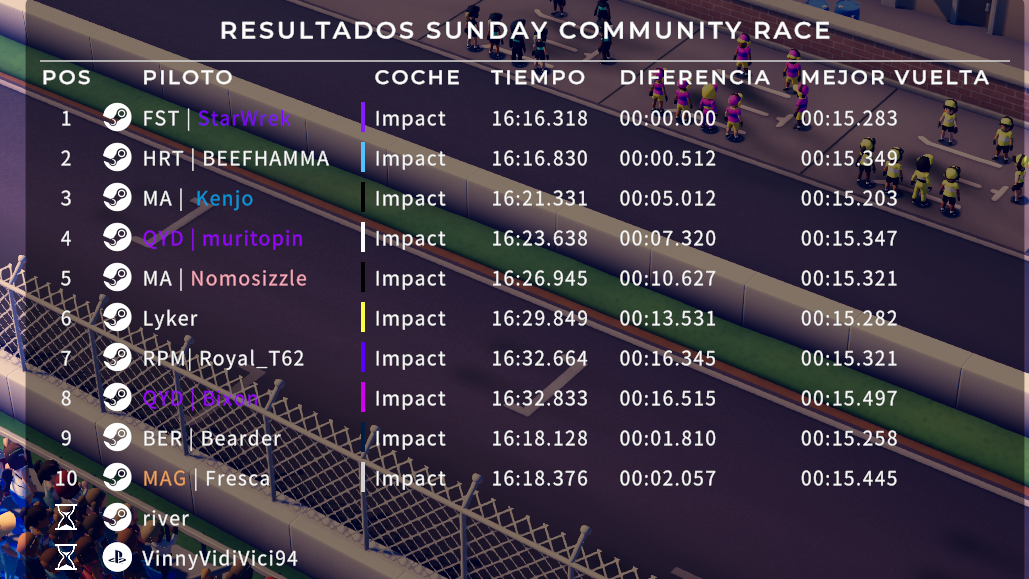 RESULTADOS SUNDAY COMMUNITY RACE
POS PILOTO COCHE TIEMPO DIFERENCIA MEJOR VUELTA
1 FST | StarWrek Impact 16:16.318 00:00.000 00:15.283
2 HRT | BEEFHAMMA Impact 16:16.830 00:00.512 00:15.349
3 MA | Kenjo Impact 16:21.331 00:05.012 00:15.203
4 QYD | muritopin Impact 16:23.638 00:07.320 00:15.347
5 MA | Nomosizzle Impact 16:26.945 00:10.627 00:15.321
6 Lyker Impact 16:29.849 00:13.531 00:15.282
7 RPM| Royal_T62 Impact 16:32.664 00:16.345 00:15.321
8 QYD | Bixon Impact 16:32.833 00:16.515 00:15.497
9 BER | Bearder Impact 16:18.128 00:01.810 00:15.258
10 MAG | Fresca Impact 16:18.376 00:02.057 00:15.445
river
VinnyVidiVici94